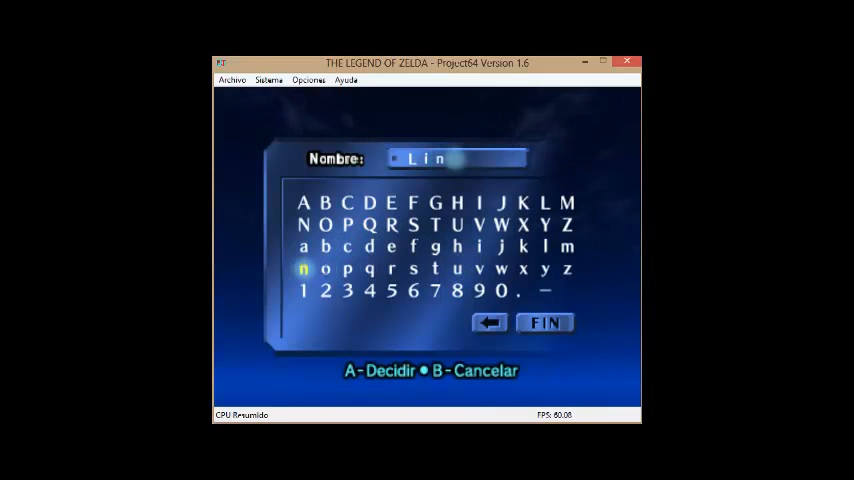 THE LEGEND OF ZELDA - Project64 Version 1.6
Archivo Sistema Opciones Ayuda
Nombre: Lin
A B C D E F G H I J K L M
N O P Q R S T U V W X Y Z
a b c d e f g h i j k l m
n o p q r s t u v w x y z
1 2 3 4 5 6 7 8 9 0 . –
FIN
A-Decidir • B-Cancelar
CPU Resumido FPS: 60.08